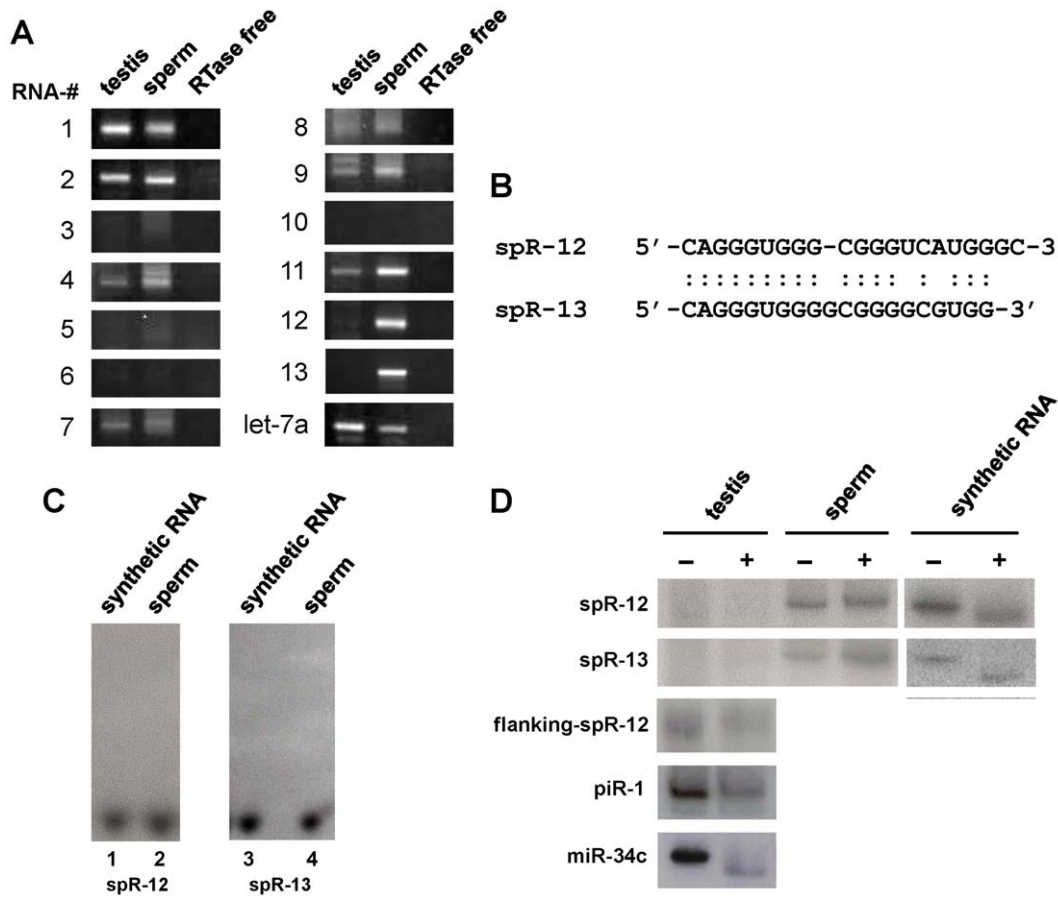 A
testis
sperm
RTase free
RNA-#
1
2
3
4
5
6
7
testis
sperm
RTase free
8
9
10
11
12
13
let-7a
B
spR-12 5’-CAGGGUGGG-CGGGUCAUGGGC-3
::::::::: :::: : :::
spR-13 5’-CAGGGUGGGGCGGGGCGUGG-3’
C
synthetic RNA
sperm
synthetic RNA
sperm
1 2
spR-12
3 4
spR-13
D
testis
sperm
synthetic RNA
– + – + – +
spR-12
spR-13
flanking-spR-12
piR-1
miR-34c